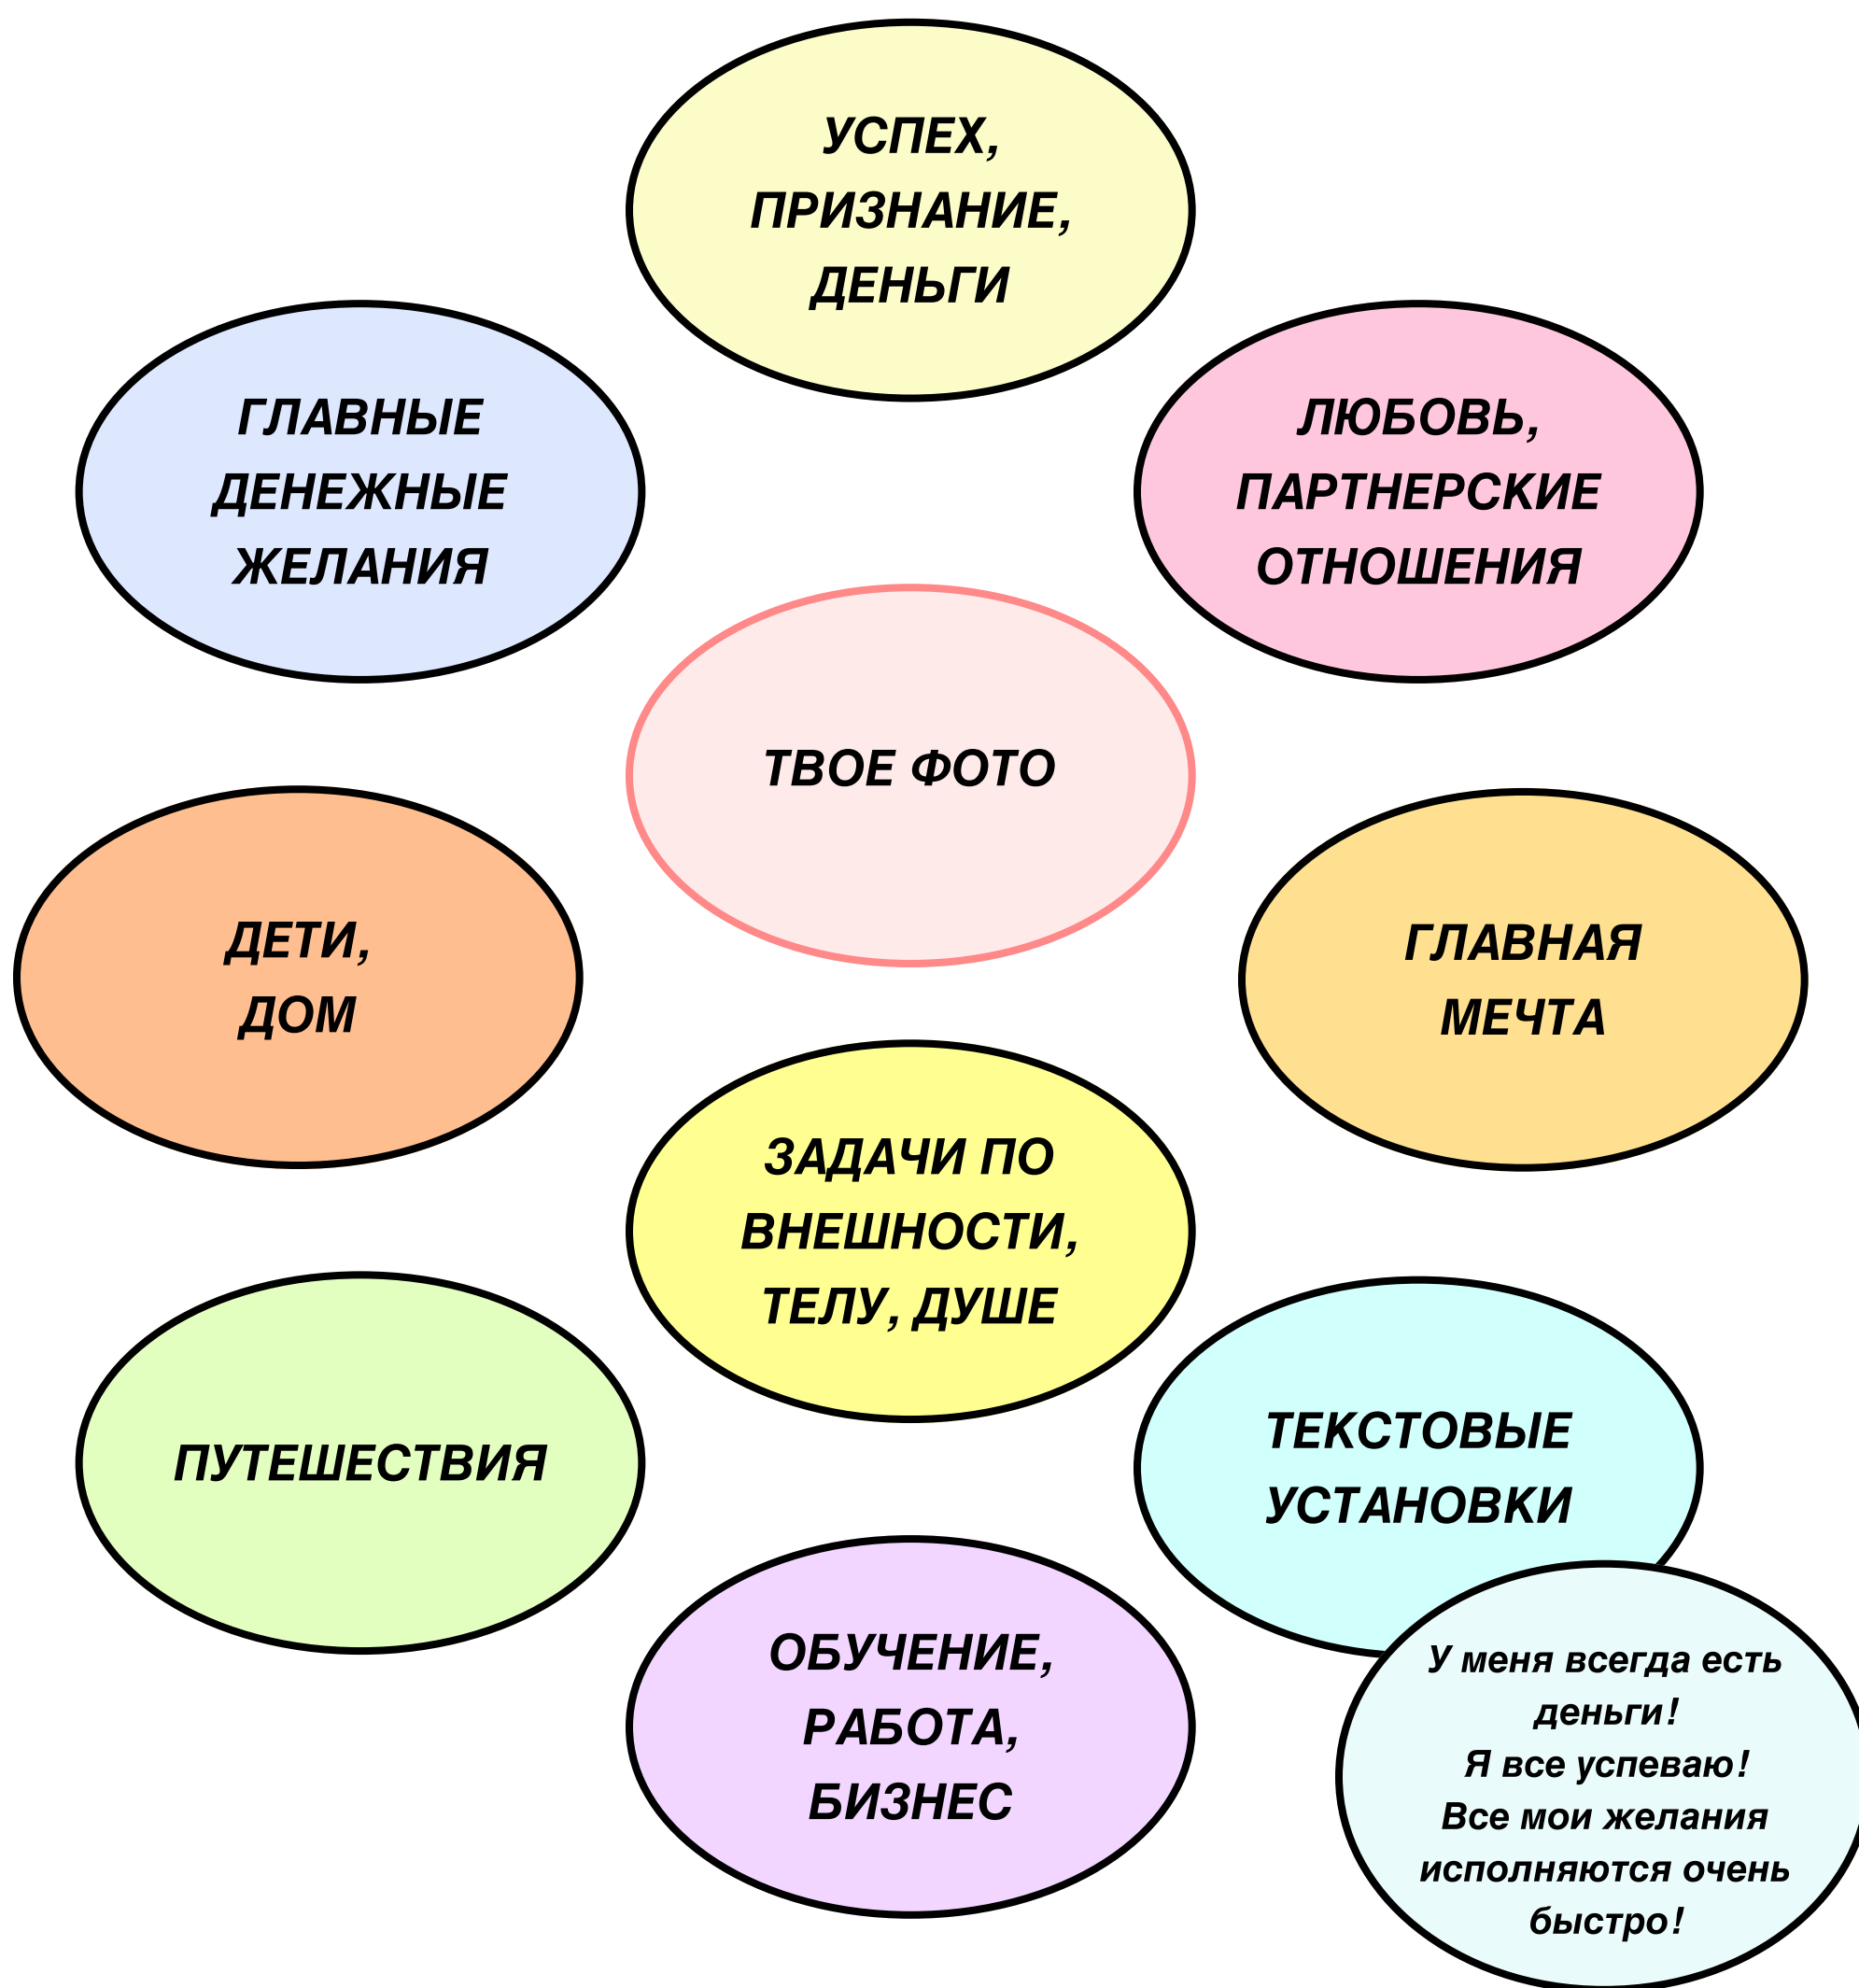 УСПЕХ,
ПРИЗНАНИЕ,
ДЕНЬГИ
ГЛАВНЫЕ
ДЕНЕЖНЫЕ
ЖЕЛАНИЯ
ЛЮБОВЬ,
ПАРТНЕРСКИЕ
ОТНОШЕНИЯ
ТВОЕ ФОТО
ДЕТИ,
ДОМ
ГЛАВНАЯ
МЕЧТА
ЗАДАЧИ ПО
ВНЕШНОСТИ,
ТЕЛУ, ДУШЕ
ПУТЕШЕСТВИЯ
ТЕКСТОВЫЕ
УСТАНОВКИ
ОБУЧЕНИЕ,
РАБОТА,
БИЗНЕС
У меня всегда есть
деньги!
Я все успеваю!
Все мои желания
исполняются очень
быстро!